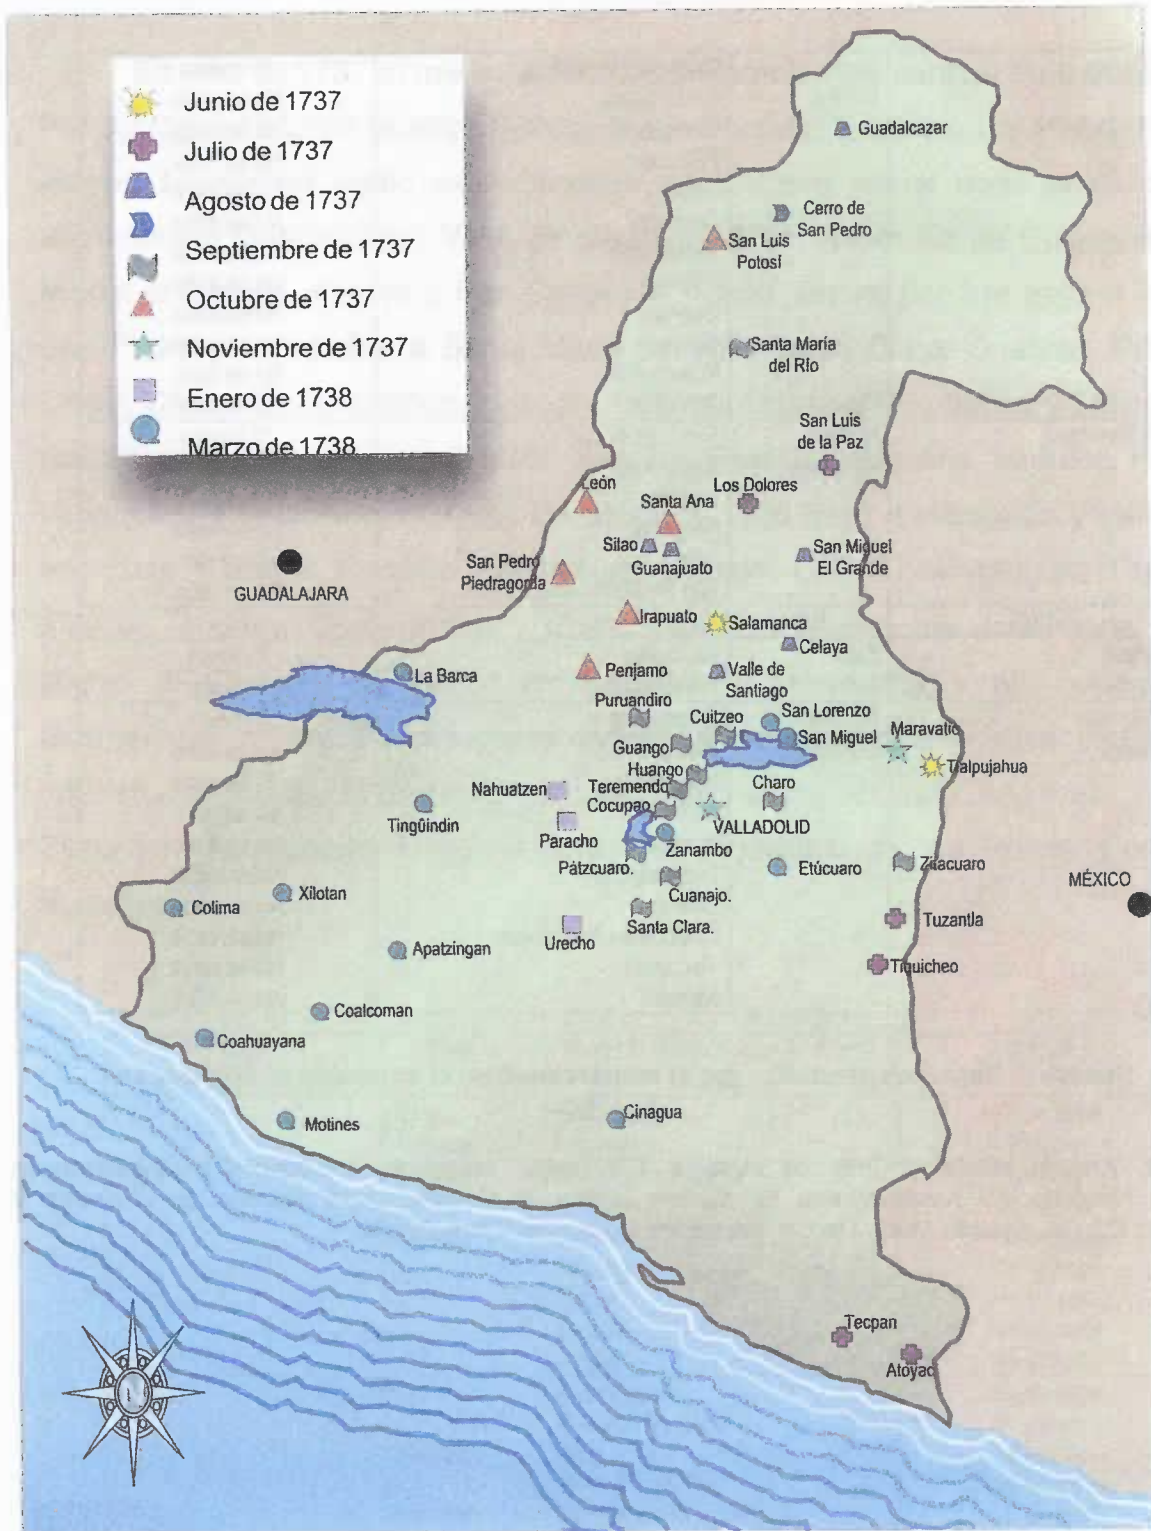 Junio de 1737
Julio de 1737
Agosto de 1737
Septiembre de 1737
Octubre de 1737
Noviembre de 1737
Enero de 1738
Marzo de 1738
Guadalcazar
Cerro de
San Pedro
San Luis
Potosí
Santa María
del Río
San Luis
de la Paz
León
Los Dolores
Santa Ana
Silao
Guanajuato
San Miguel
El Grande
San Pedro
Piedragorda
GUADALAJARA
Irapuato
Salamanca
Celaya
La Barca
Penjamo
Valle de
Santiago
Puruandiro
Cuitzeo
San Lorenzo
San Miguel
Maravatio
Guango
Tlalpujahua
Huango
Nahuatzen
Teremendo
Charo
Cocupao
Tingûindin
VALLADOLID
Paracho
Zanambo
Pátzcuaro.
Etúcuaro
Zitacuaro
MÉXICO
Xilotan
Colima
Cuanajo.
Santa Clara.
Tuzantla
Urecho
Apatzingan
Tiquicheo
Coalcoman
Coahuayana
Motines
Cinagua
Tecpan
Atoyac